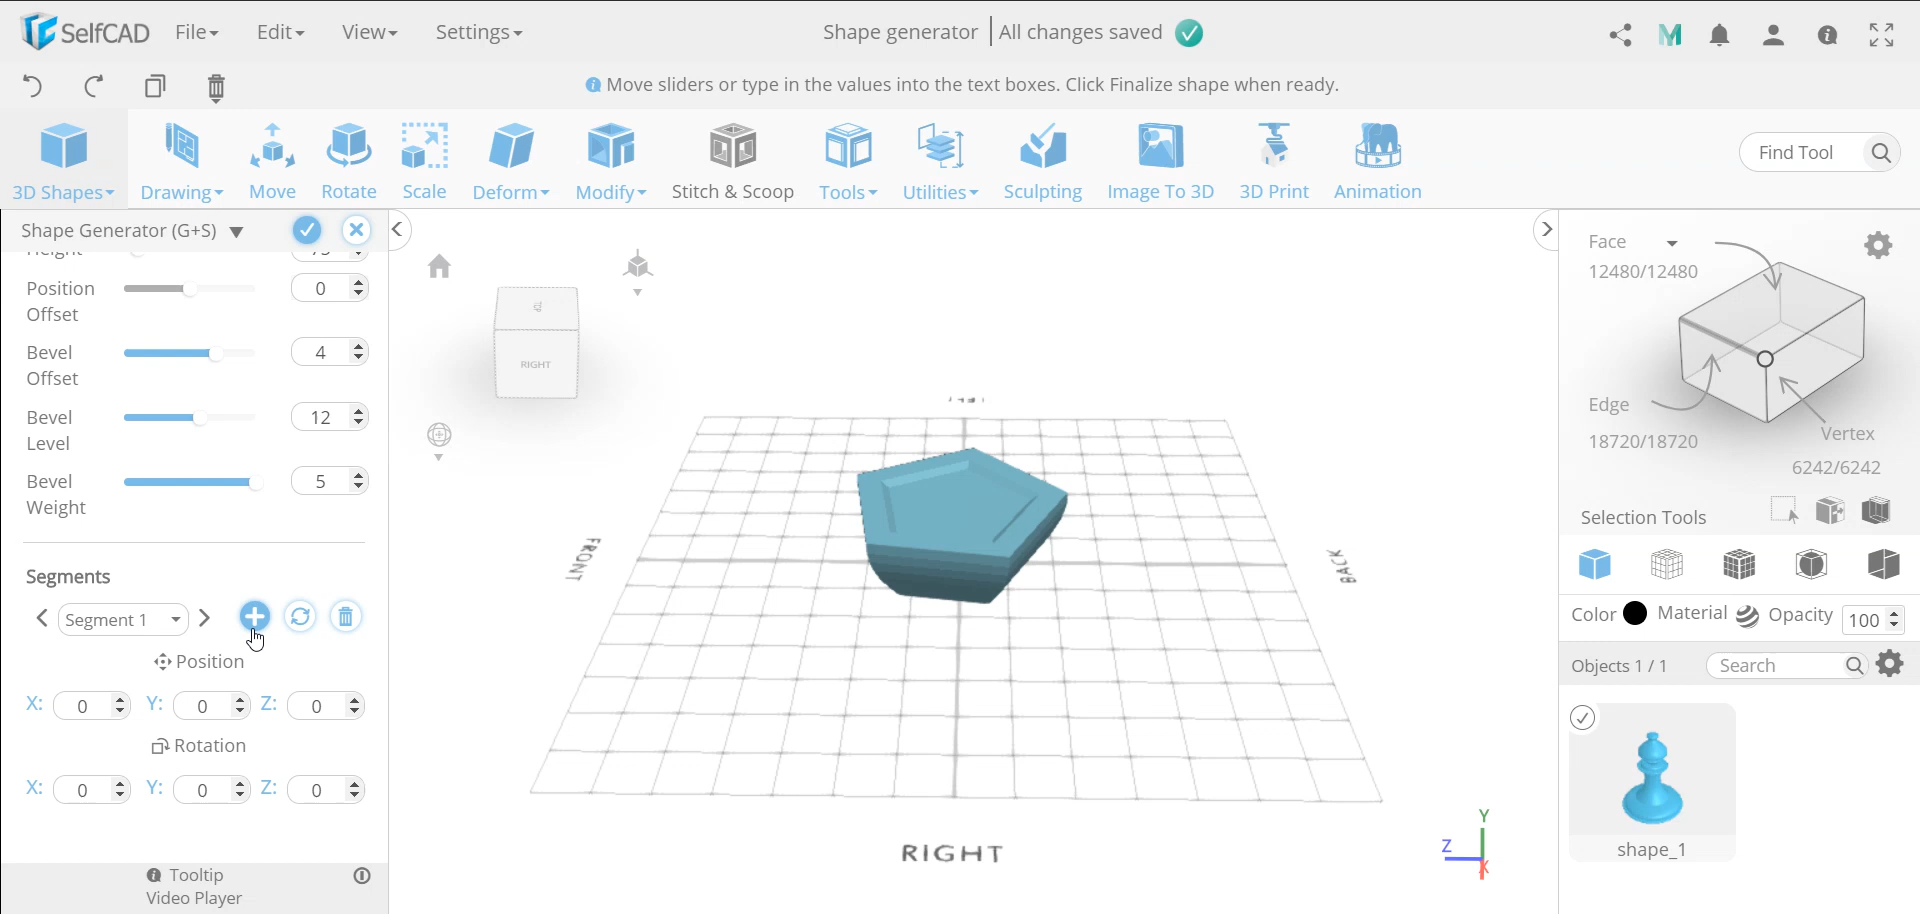 SelfCAD File Edit View Settings Shape generator All changes saved
Move sliders or type in the values into the text boxes. Click Finalize shape when ready.
3D Shapes Drawing Move Rotate Scale Deform Modify Stitch & Scoop Tools Utilities Sculpting Image To 3D 3D Print Animation Find Tool
Shape Generator (G+S)
Height
Position Offset 0
Bevel Offset 4
Bevel Level 12
Bevel Weight 5
Segments
Segment 1
Position
X: 0 Y: 0 Z: 0
Rotation
X: 0 Y: 0 Z: 0
Tooltip
Video Player
RIGHT
FRONT
BACK
RIGHT
Y
Z
X
Face
12480/12480
Edge
18720/18720
Vertex
6242/6242
Selection Tools
Color Material Opacity 100
Objects 1 / 1 Search
shape_1